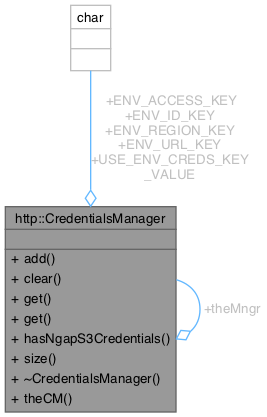 char
+ENV_ACCESS_KEY
+ENV_ID_KEY
+ENV_REGION_KEY
+ENV_URL_KEY
+USE_ENV_CREDS_KEY
_VALUE
http::CredentialsManager
+ add()
+ clear()
+ get()
+ get()
+ hasNgapS3Credentials()
+ size()
+ ~CredentialsManager()
+ theCM()
+theMngr